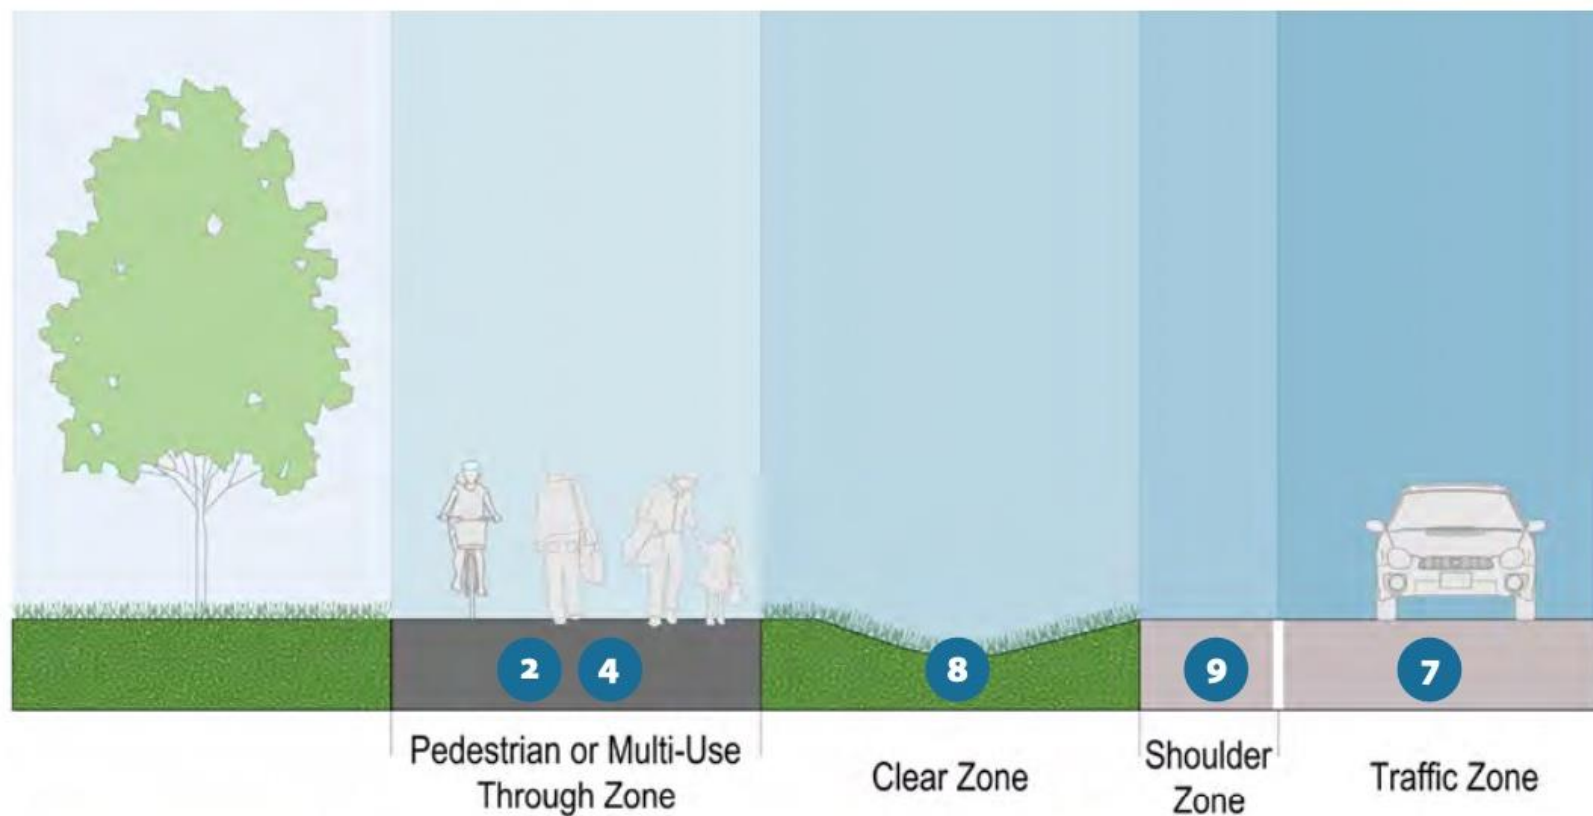 2 4 8 9 7
Pedestrian or Multi-Use
Through Zone
Clear Zone
Shoulder
Zone
Traffic Zone